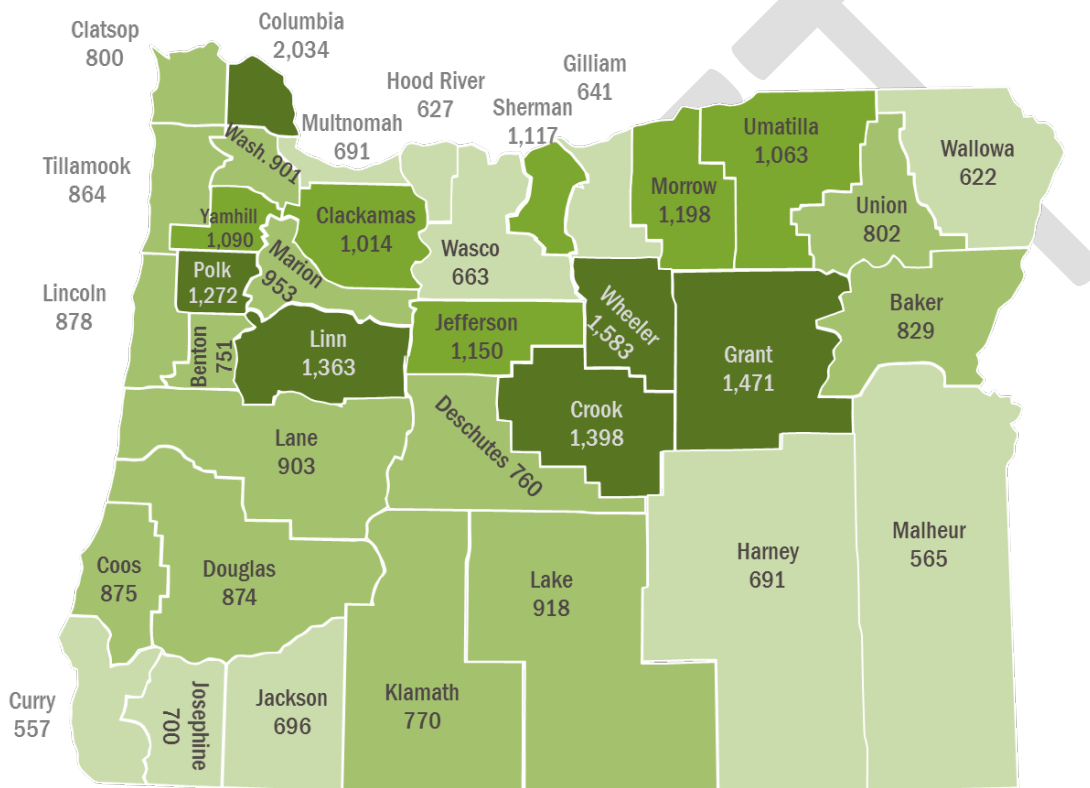 Clatsop
800
Columbia
2,034
Hood River
627
Gilliam
641
Sherman
1,117
Multnomah
691
Wash. 901
Tillamook
864
Umatilla
1,063
Wallowa
622
Morrow
1,198
Union
802
Yamhill
1,090
Clackamas
1,014
Wasco
663
Marion
953
Polk
1,272
Lincoln
878
Baker
829
Wheeler
1,583
Jefferson
1,150
Linn
1,363
Benton
751
Grant
1,471
Crook
1,398
Deschutes 760
Lane
903
Malheur
565
Harney
691
Coos
875
Douglas
874
Lake
918
Curry
557
Josephine
700
Jackson
696
Klamath
770